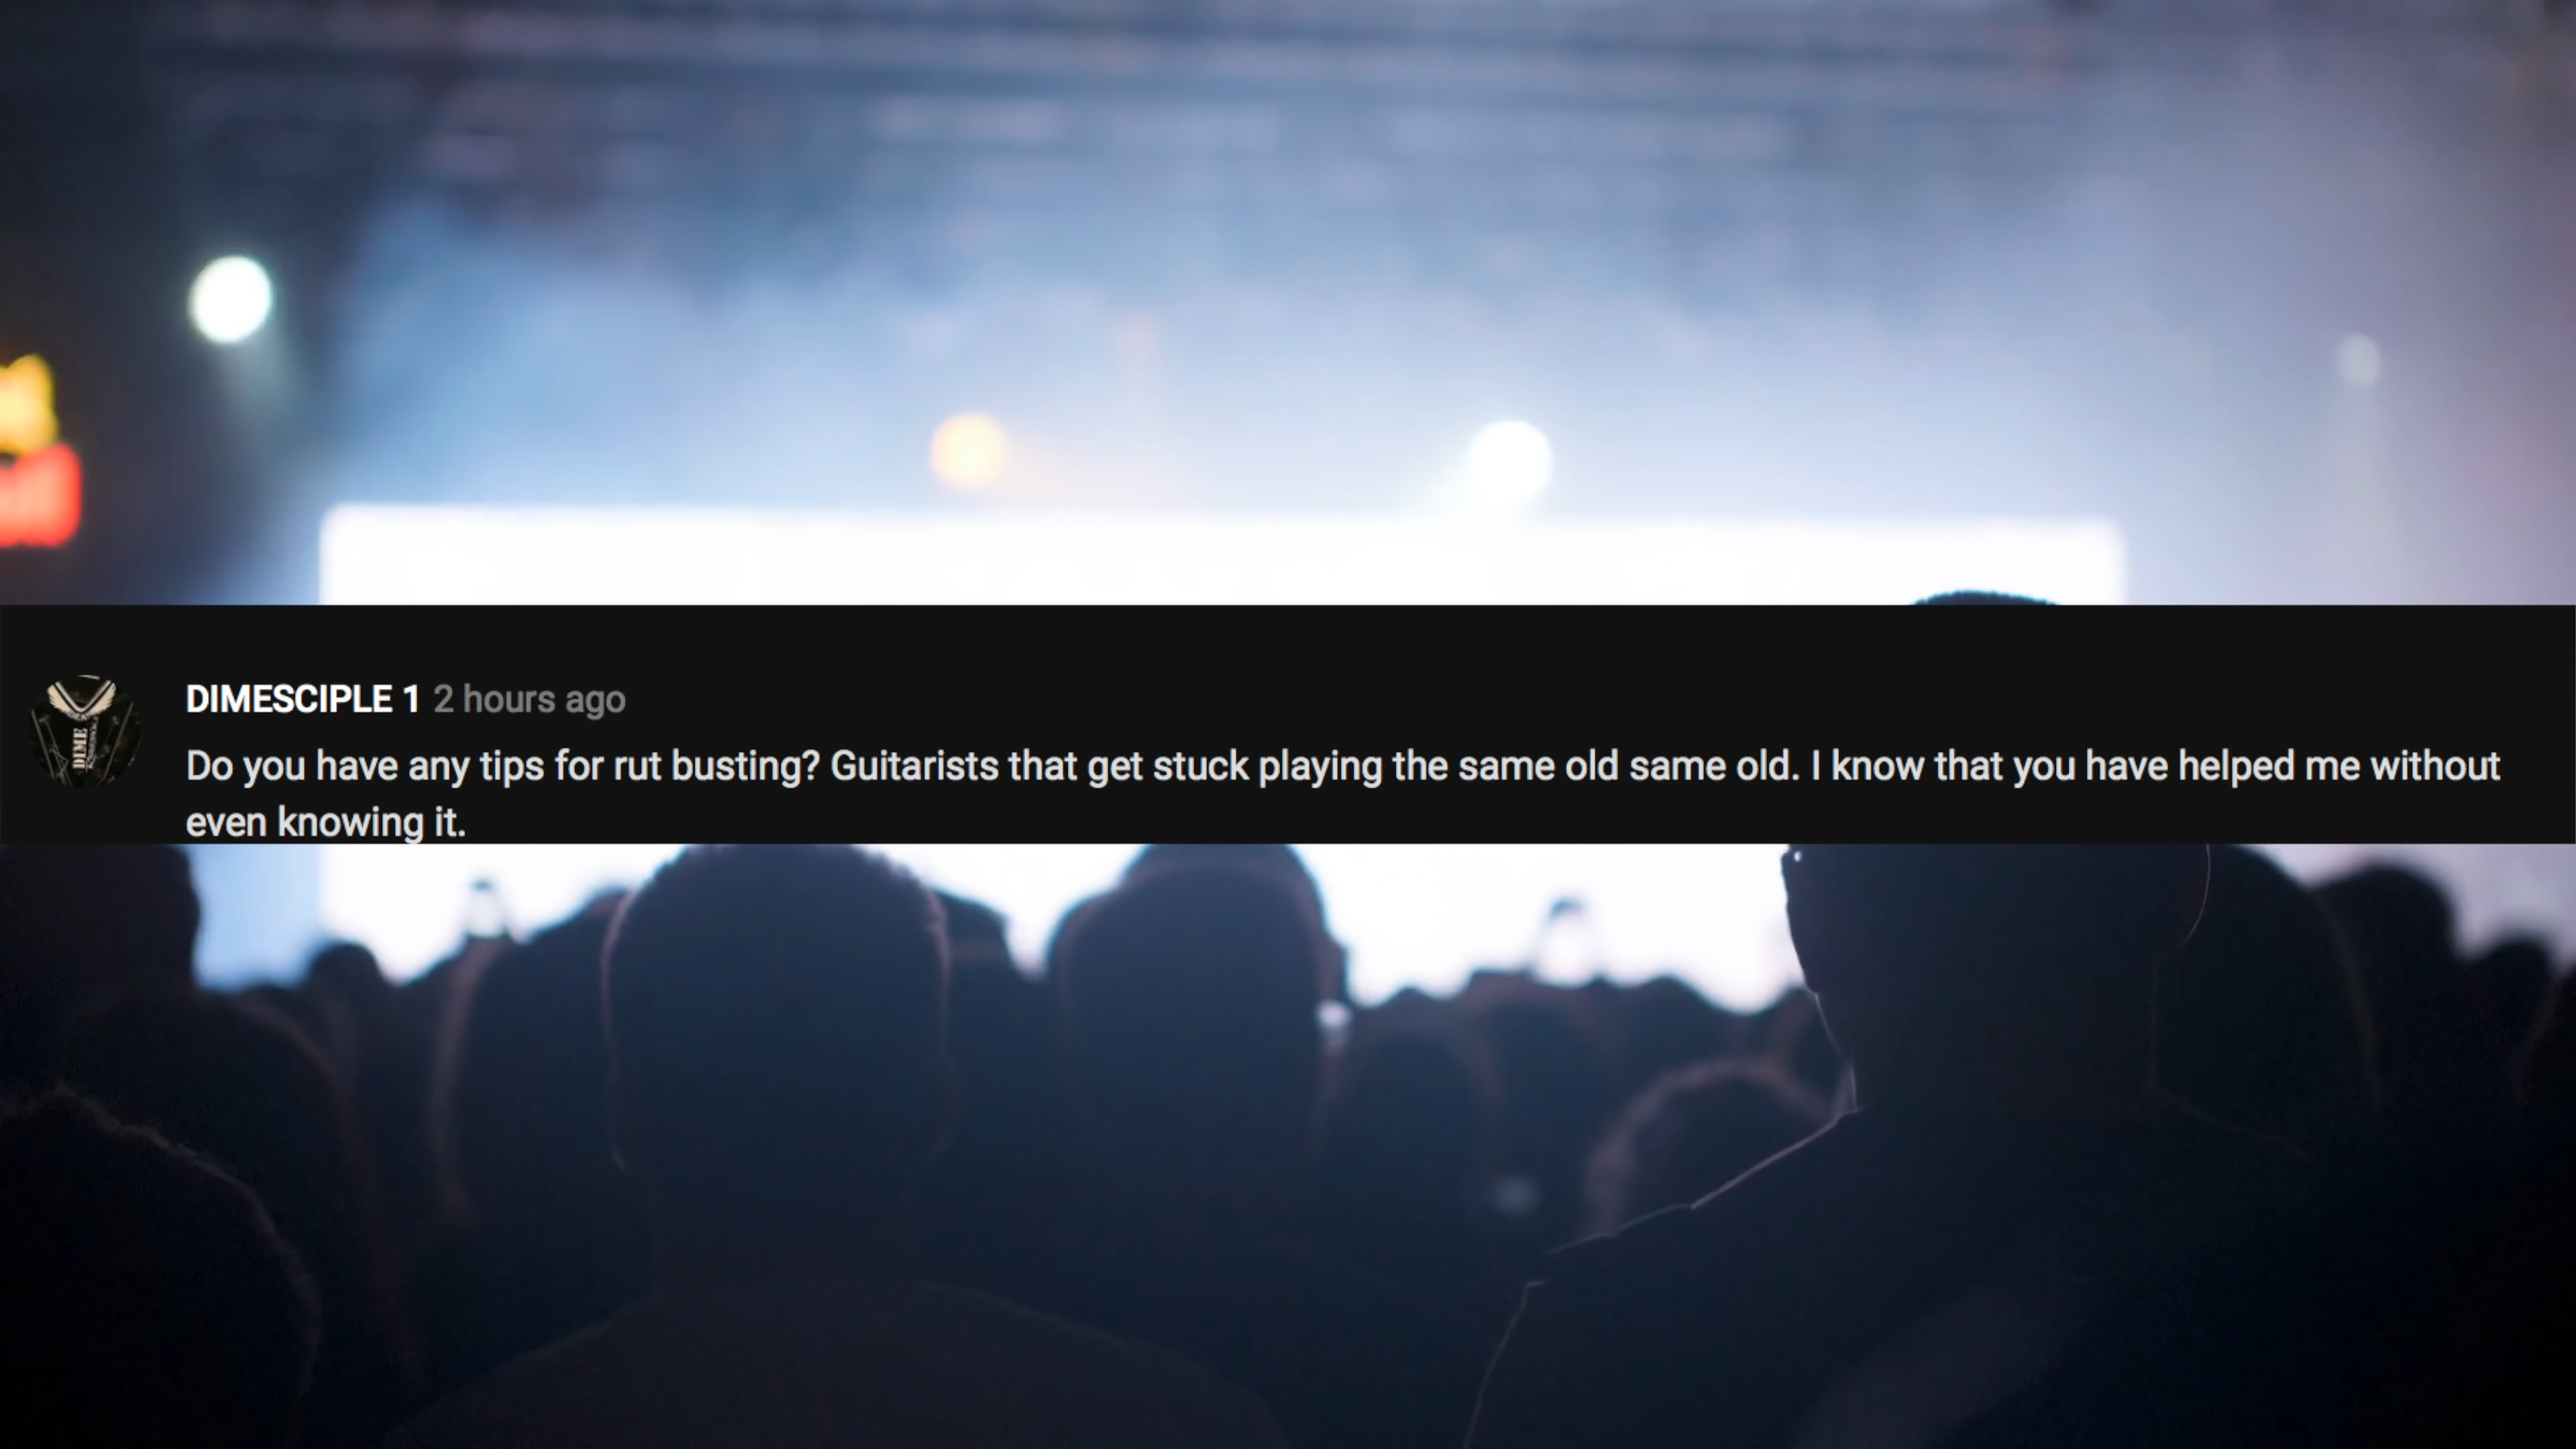 DIMESCIPLE 1 2 hours ago
Do you have any tips for rut busting? Guitarists that get stuck playing the same old same old. I know that you have helped me without
even knowing it.
DIME